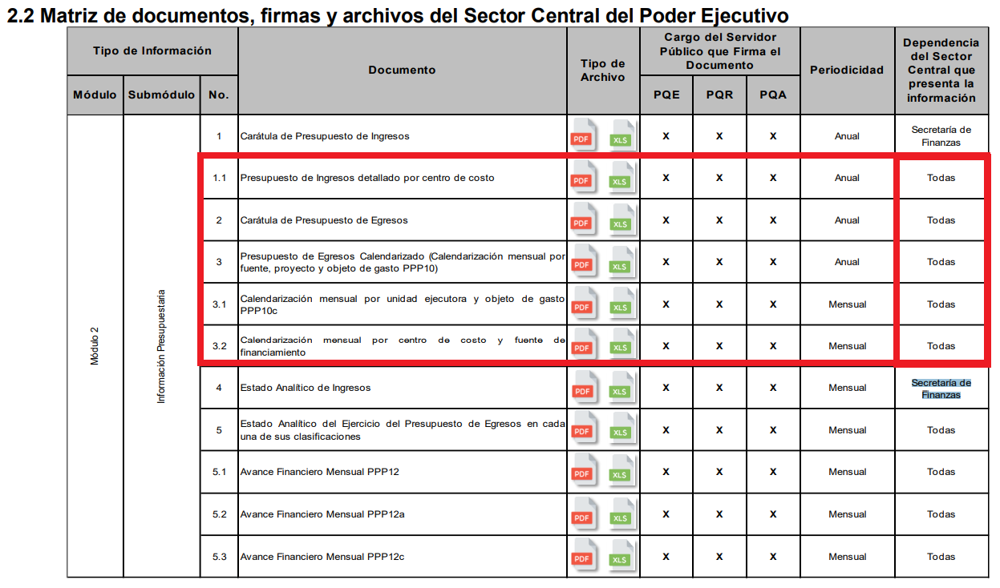 2.2 Matriz de documentos, firmas y archivos del Sector Central del Poder Ejecutivo
Tipo de Información
Documento
Tipo de
Archivo
Cargo del Servidor
Público que Firma el
Documento
Periodicidad
Dependencia
del Sector
Central que
presenta la
información
Módulo
Submódulo
No.
PQE
PQR
PQA
Módulo 2
Información Presupuestaria
1 Carátula de Presupuesto de Ingresos PDF XLS X X X Anual Secretaría de
Finanzas
1.1 Presupuesto de Ingresos detallado por centro de costo PDF XLS X X X Anual Todas
2 Carátula de Presupuesto de Egresos PDF XLS X X X Anual Todas
3 Presupuesto de Egresos Calendarizado (Calendarización mensual por
fuente, proyecto y objeto de gasto PPP10) PDF XLS X X X Anual Todas
3.1 Calendarización mensual por unidad ejecutora y objeto de gasto
PPP10c PDF XLS X X X Mensual Todas
3.2 Calendarización mensual por centro de costo y fuente de
financiamiento PDF XLS X X X Mensual Todas
4 Estado Analítico de Ingresos PDF XLS X X X Mensual Secretaría de
Finanzas
5 Estado Analítico del Ejercicio del Presupuesto de Egresos en cada
una de sus clasificaciones PDF XLS X X X Mensual Todas
5.1 Avance Financiero Mensual PPP12 PDF XLS X X X Mensual Todas
5.2 Avance Financiero Mensual PPP12a PDF XLS X X X Mensual Todas
5.3 Avance Financiero Mensual PPP12c PDF XLS X X X Mensual Todas